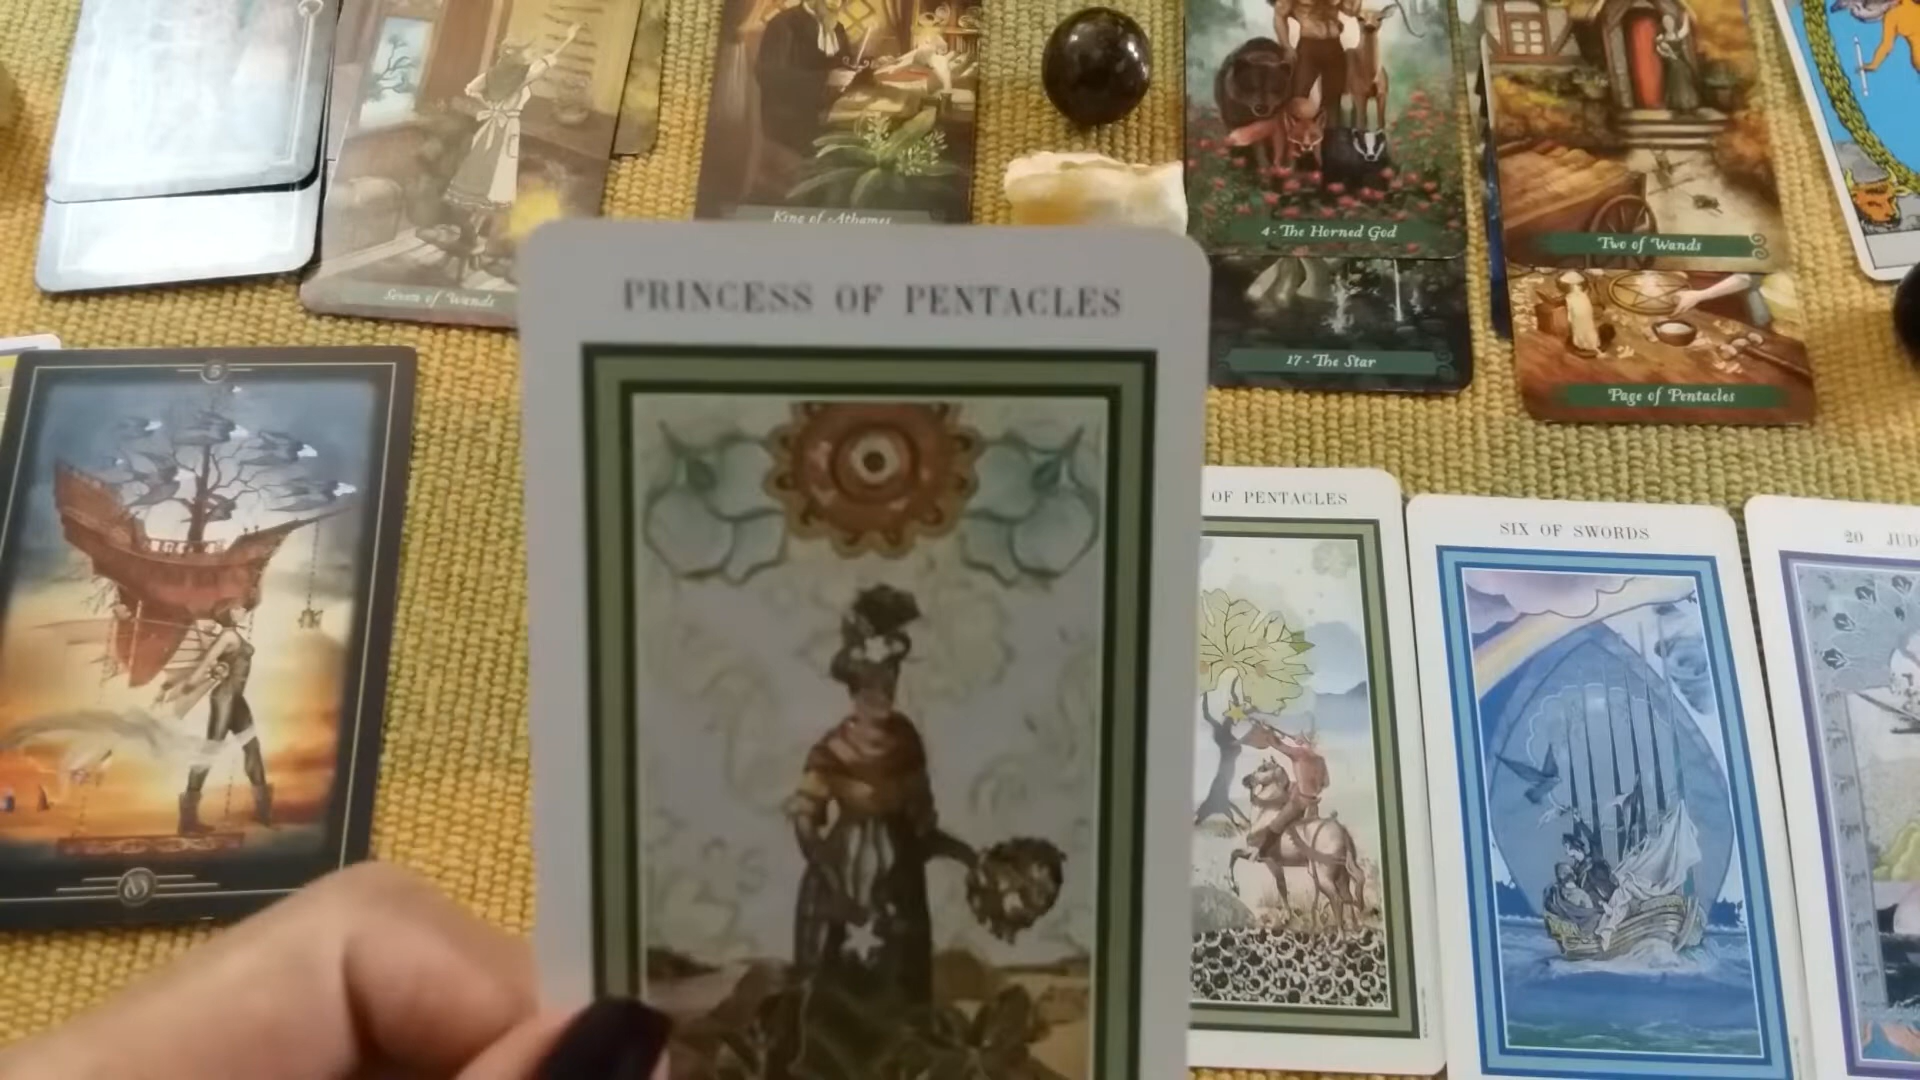 King of Athames
4 - The Horned God
Two of Wands
Seven of Wands
PRINCESS OF PENTACLES
17 - The Star
Page of Pentacles
5
OF PENTACLES
SIX OF SWORDS
20 JUD